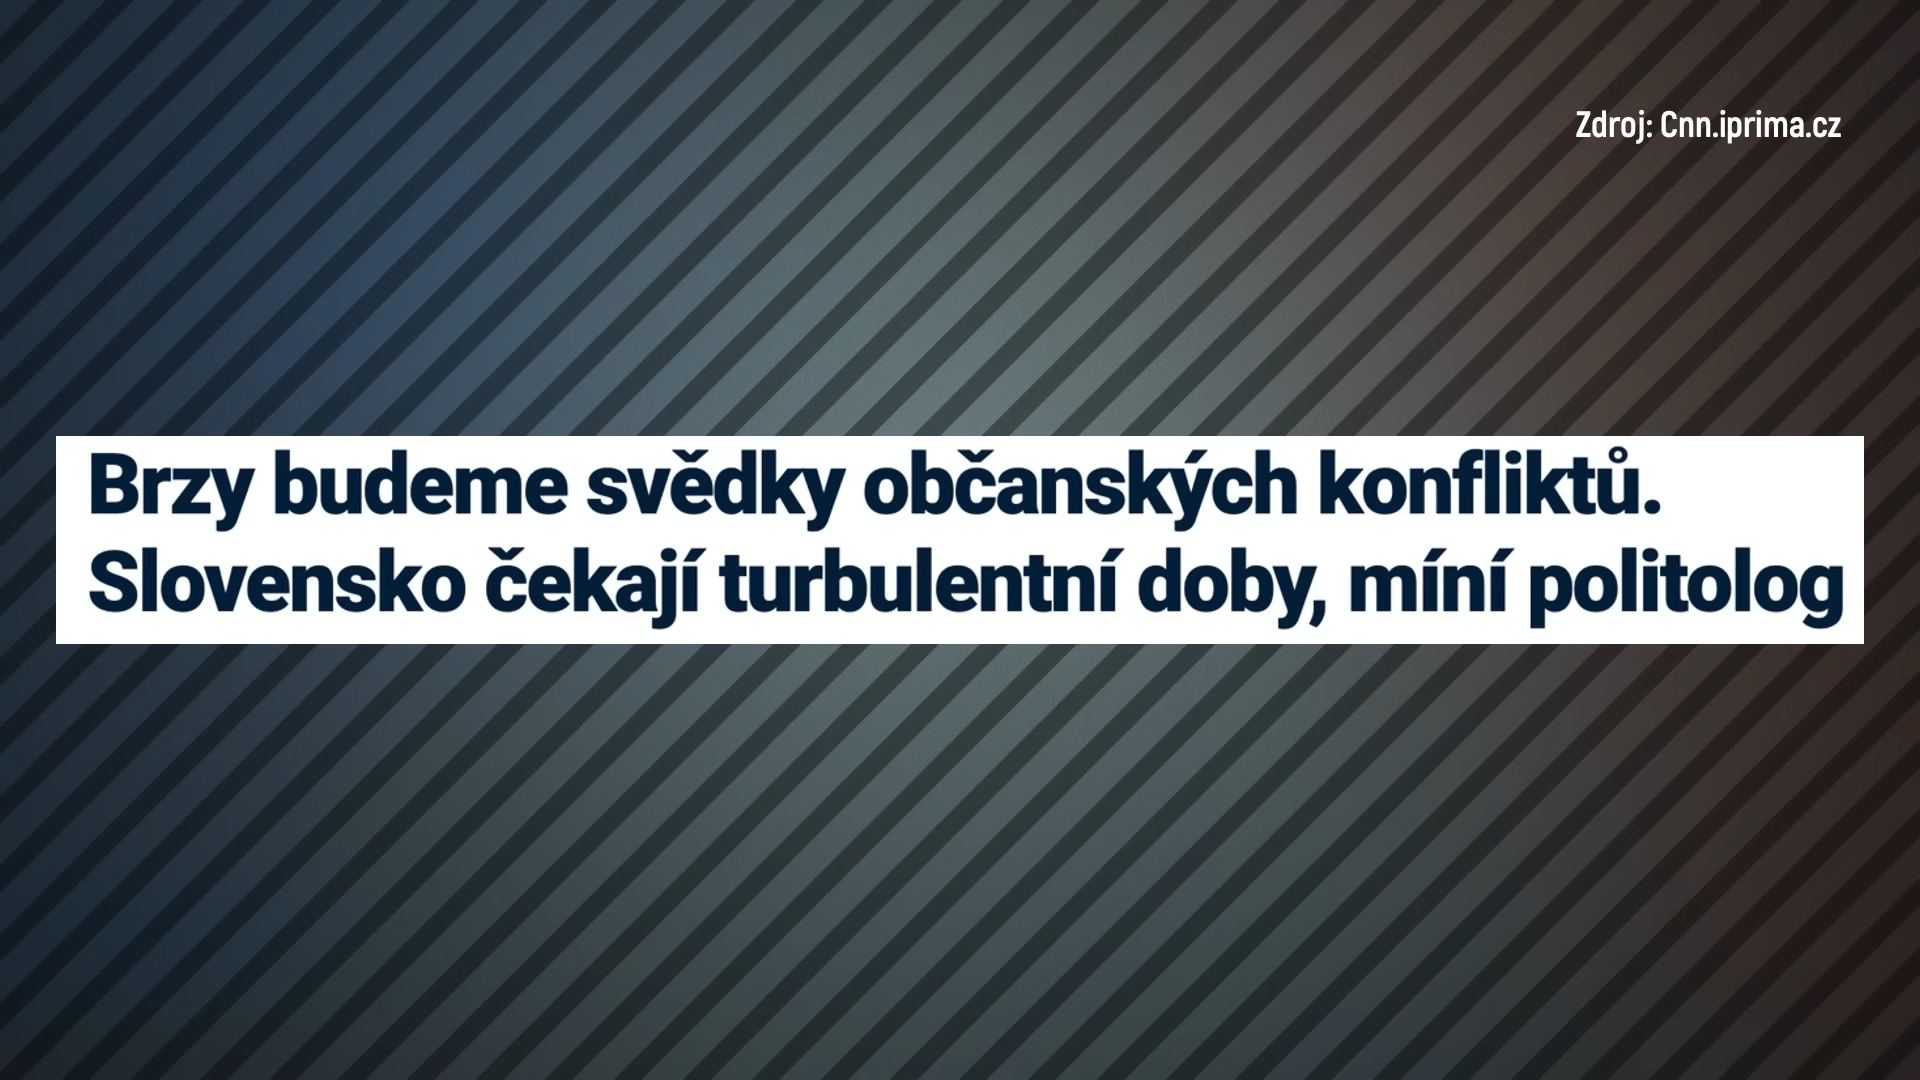 Zdroj: Cnn.iprima.cz
Brzy budeme svědky občanských konfliktů.
Slovensko čekají turbulentní doby, míní politolog